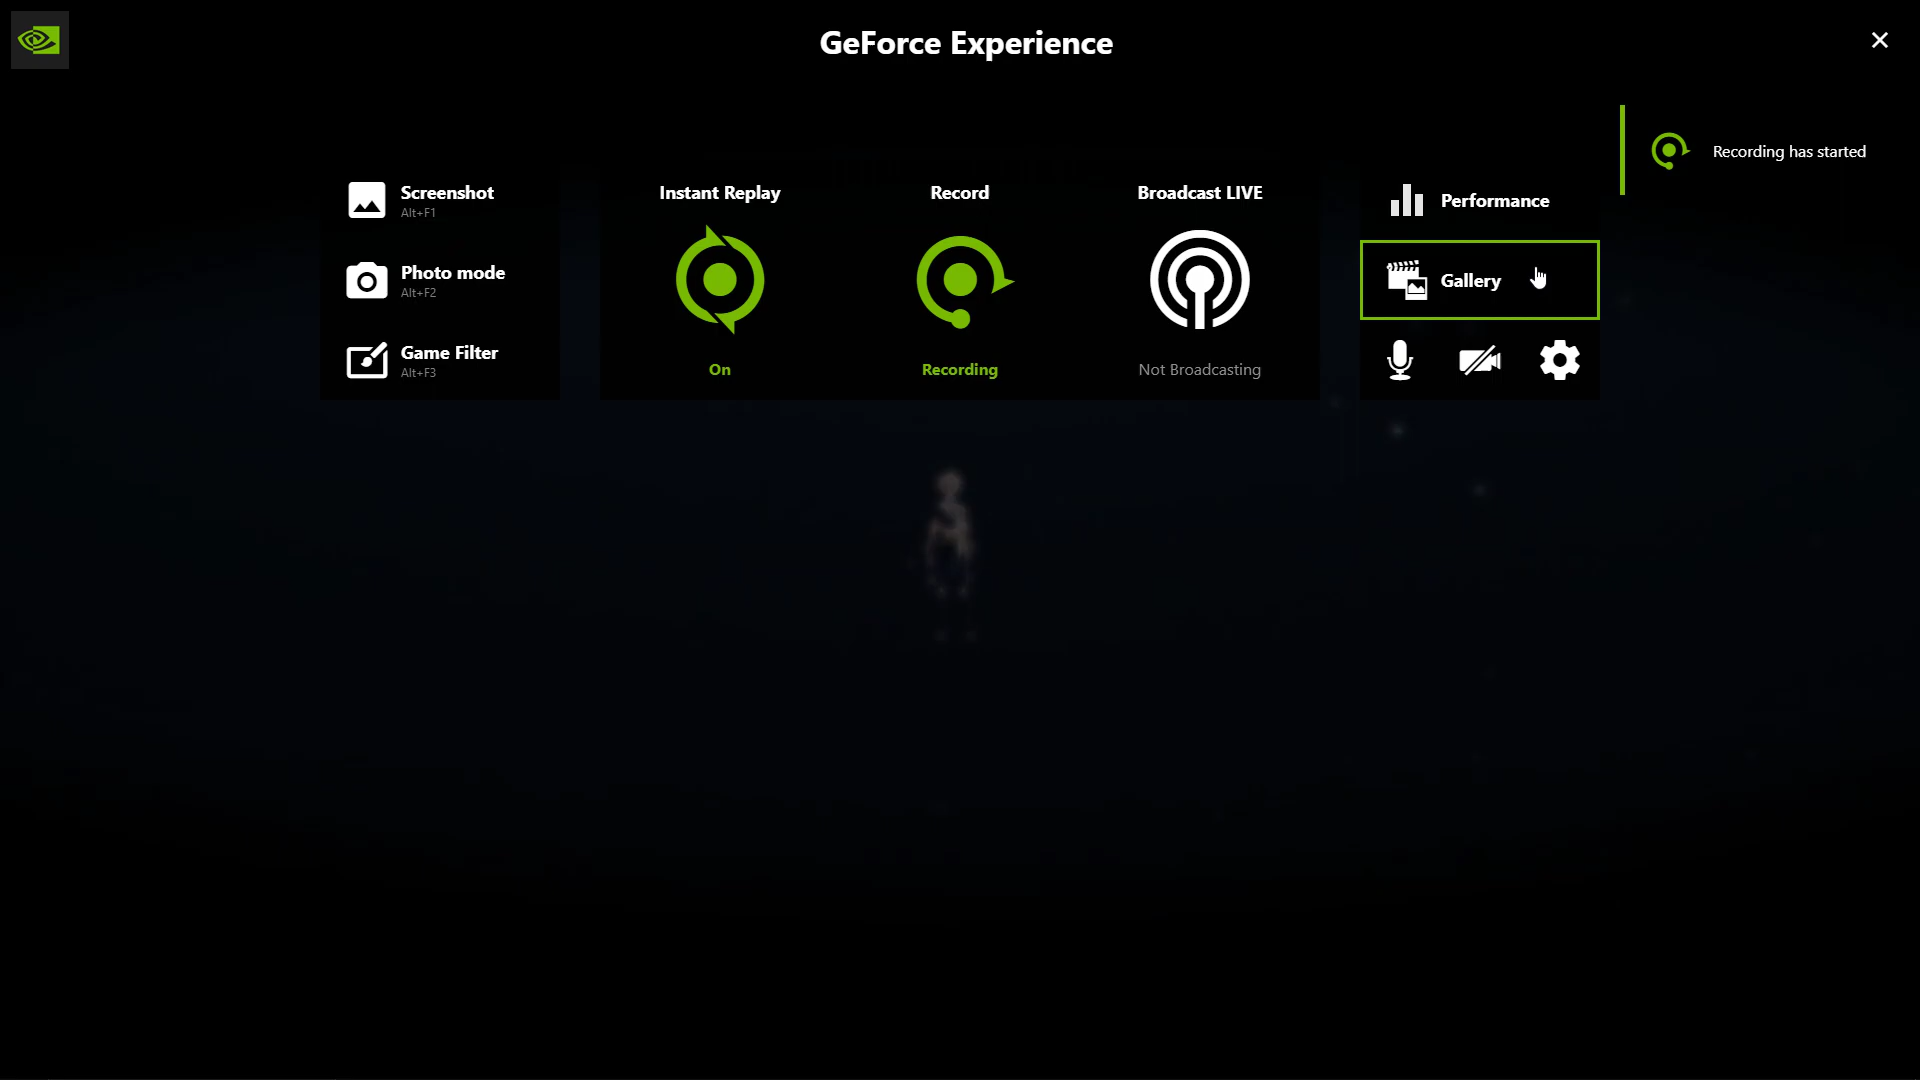 GeForce Experience
Recording has started
Screenshot
Alt+F1
Photo mode
Alt+F2
Game Filter
Alt+F3
Instant Replay
On
Record
Recording
Broadcast LIVE
Not Broadcasting
Performance
Gallery